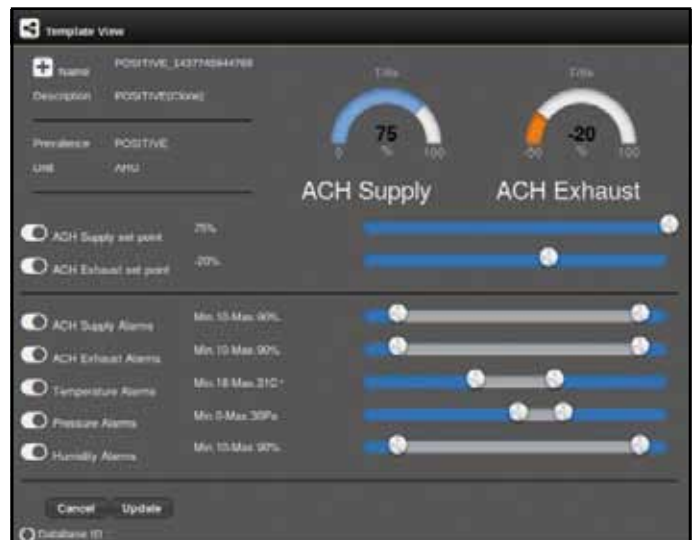 Template View
Name POSITIVE_1437745944768
Description POSITIVE(Clone)
Prevalence POSITIVE
Unit AHU
Title
75
%
0 100
ACH Supply
Title
-20
%
-50 100
ACH Exhaust
ACH Supply set point 75%
ACH Exhaust set point -20%
ACH Supply Alarms Min.10-Max.90%
ACH Exhaust Alarms Min.10-Max.90%
Temperature Alarms Min.18-Max.31C°
Pressure Alarms Min.0-Max.30Pa
Humidity Alarms Min.10-Max.90%
Cancel Update
Database ID